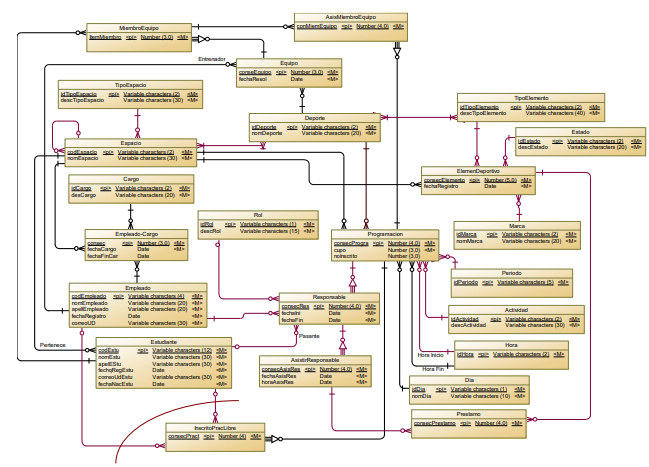 MiembroEquipo
itemMiembro <pi> Number (3,0) <M>
AsisMiembroEquipo
conMiemEquipo <pi> Number (4,0) <M>
Entrenador
Equipo
conseEquipo <pi> Number (3,0) <M>
fechaResol Date <M>
TipoEspacio
idTipoEspacio <pi> Variable characters (2) <M>
descTipoEspacio Variable characters (30) <M>
TipoElemento
idTipoElemento <pi> Variable characters (2) <M>
descTipoElemento Variable characters (40) <M>
Deporte
idDeporte <pi> Variable characters (2) <M>
nomDeporte Variable characters (20) <M>
Estado
idEstado <pi> Variable characters (2) <M>
descEstado Variable characters (20) <M>
Espacio
codEspacio <pi> Variable characters (2) <M>
nomEspacio Variable characters (30) <M>
ElemenDeportivo
consecElemento <pi> Number (5,0) <M>
fechaRegistro Date <M>
Cargo
idCargo <pi> Variable characters (2) <M>
desCargo Variable characters (20) <M>
Rol
idRol <pi> Variable characters (1) <M>
descRol Variable characters (15) <M>
Marca
idMarca <pi> Variable characters (2) <M>
nomMarca Variable characters (20) <M>
Empleado-Cargo
consec <pi> Number (3,0) <M>
fechaCargo Date <M>
fechaFinCar Date
Programacion
consecProgra <pi> Number (4,0) <M>
cupo Number (3,0) <M>
noInscrito Number (3,0) <M>
Periodo
idPeriodo <pi> Variable characters (5) <M>
Empleado
codEmpleado <pi> Variable characters (4) <M>
nomEmpleado Variable characters (20) <M>
apelEmpleado Variable characters (20) <M>
fechaRegistro Date <M>
correoUD Variable characters (30) <M>
Responsable
consecRes <pi> Number (4,0) <M>
fechaIni Date <M>
fechaFin Date <M>
Pasante
Actividad
idActividad <pi> Variable characters (2) <M>
descActividad Variable characters (30) <M>
Pertenece
Estudiante
codEstu <pi> Variable characters (12) <M>
nomEstu Variable characters (30) <M>
apelEStu Variable characters (30) <M>
fechaRegEstu Date <M>
correoUdEstu Variable characters (30) <M>
fechaNacEstu Date <M>
Hora
idHora <pi> Variable characters (2) <M>
Hora Inicio
Hora Fin
AsistirResponsable
consecAsisRes <pi> Number (4,0) <M>
fechaAsisRes Date <M>
horaAsisRes Date <M>
Dia
idDia <pi> Variable characters (1) <M>
nomDia Variable characters (10) <M>
Prestamo
consecPrestamo <pi> Number (4,0) <M>
InscritoPracLibre
consecPract <pi> Number (4) <M>